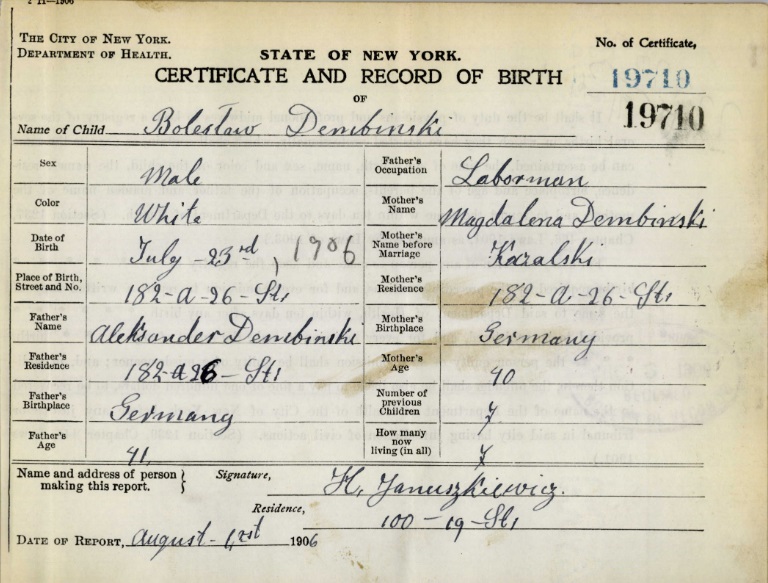 2 H—1906
THE CITY OF NEW YORK.
DEPARTMENT OF HEALTH.
STATE OF NEW YORK.
No. of Certificate,
CERTIFICATE AND RECORD OF BIRTH
19710
OF
19710
Name of Child Bolesław Dembinski
Sex Male
Father's Occupation Laborman
Color White
Mother's Name Magdalena Dembinski
Date of Birth July - 23rd, 1906
Mother's Name before Marriage Kozalski
Place of Birth, Street and No. 182-A-26-St,
Mother's Residence 182-A-26-St,
Father's Name Aleksander Dembinski
Mother's Birthplace Germany
Father's Residence 182-A 26-St,
Mother's Age 40
Father's Birthplace Germany
Number of previous Children 7
Father's Age 41
How many now living (in all) 7
Name and address of person making this report. } Signature, H. Januszkiewicz.
Residence, 100-19-St,
DATE OF REPORT, August - 1rst 1906